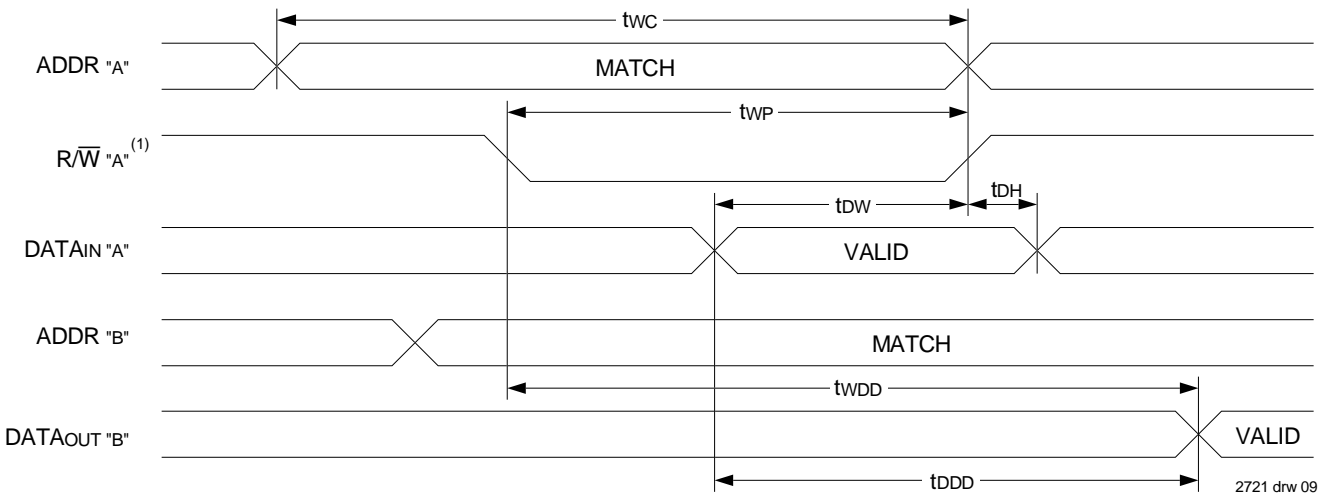 tWC
ADDR "A"
MATCH
tWP
R/W̅ "A" (1)
tDW
tDH
DATAIN "A"
VALID
ADDR "B"
MATCH
tWDD
DATAOUT "B"
VALID
tDDD
2721 drw 09